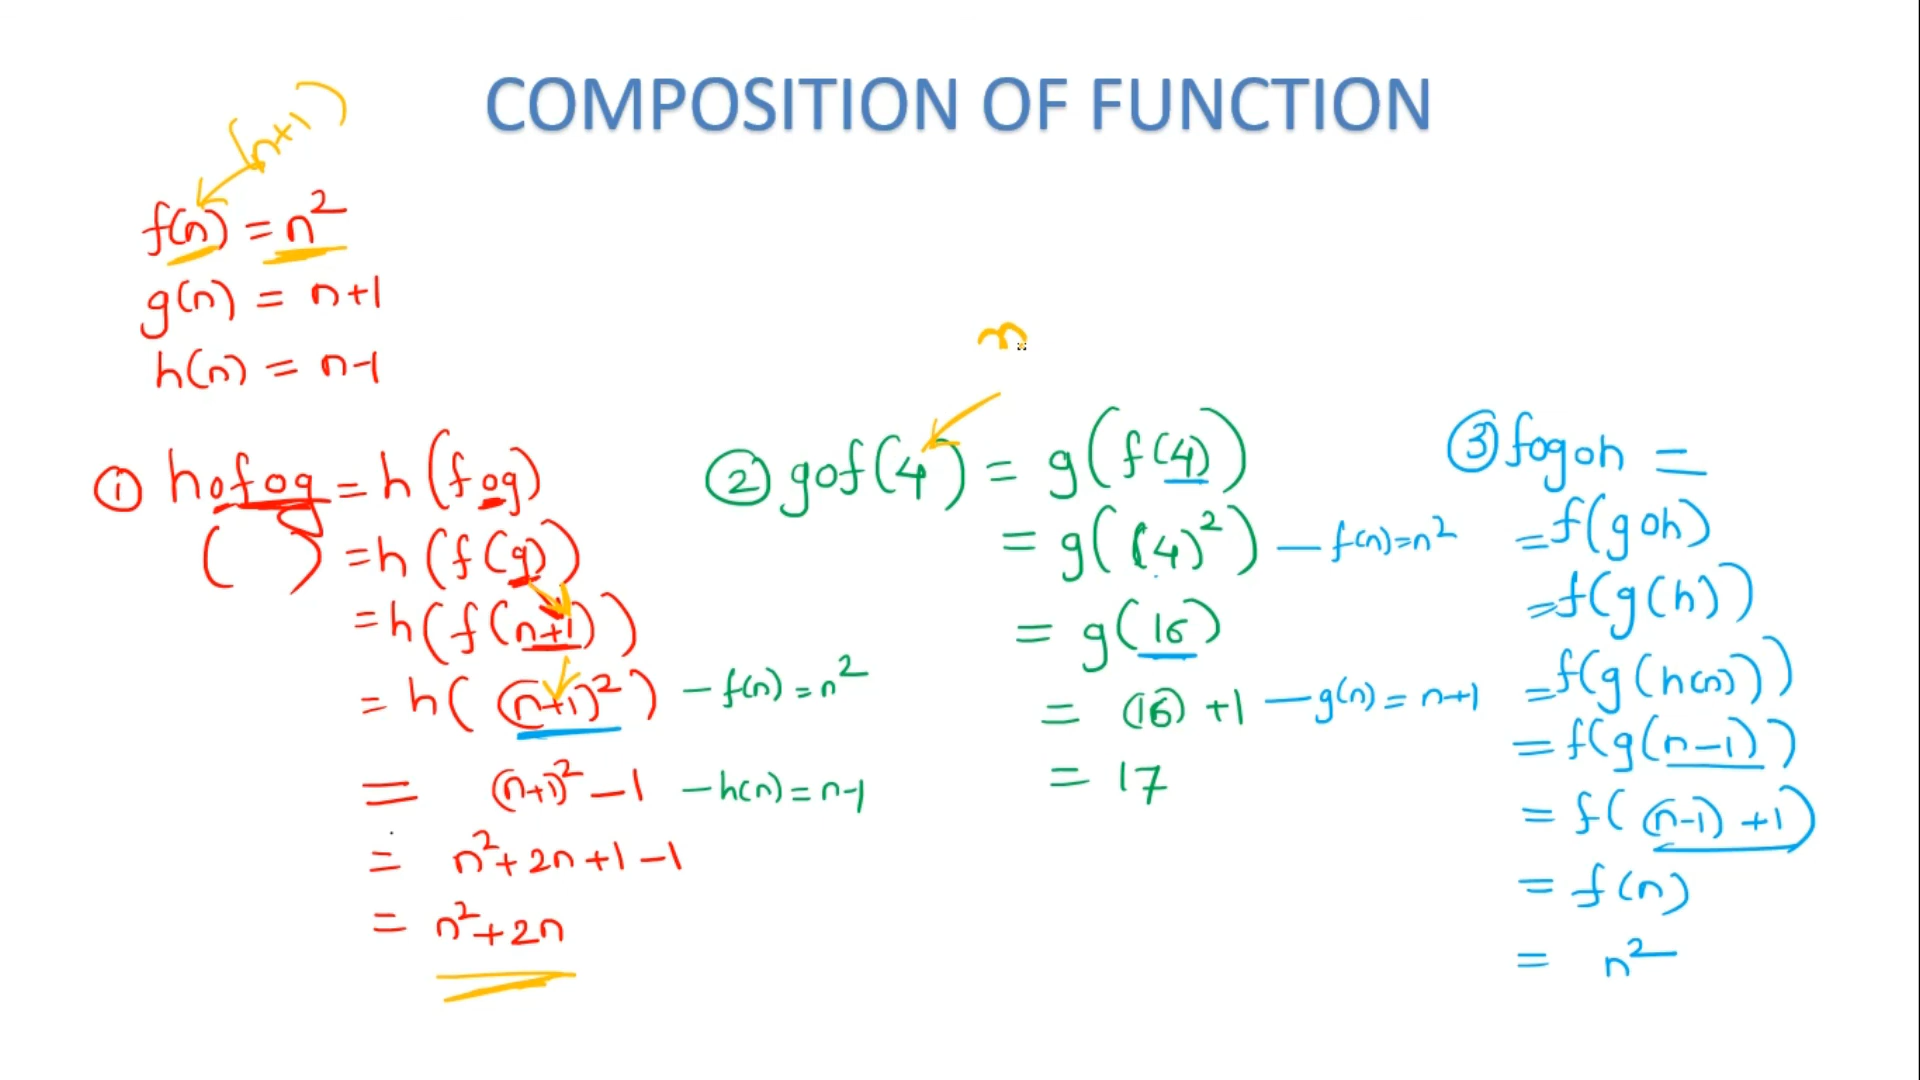 COMPOSITION OF FUNCTION
(n+1)
f(n) = n²
g(n) = n+1
h(n) = n-1
n
① hofog = h(fog)
( ) = h(f(g))
= h(f(n+1))
= h((n+1)²) - f(n) = n²
= (n+1)² - 1 - h(n) = n-1
= n²+2n+1-1
= n²+2n
② gof(4) = g(f(4))
= g((4)²) - f(n)=n²
= g(16)
= (16)+1 - g(n) = n+1
= 17
③ fogoh =
= f(goh)
= f(g(h))
= f(g(h(n)))
= f(g(n-1))
= f((n-1)+1)
= f(n)
= n²